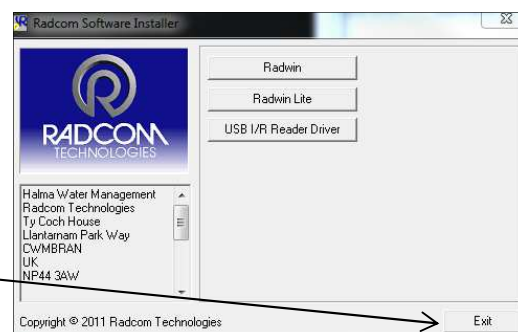 Radcom Software Installer
RADCOM
TECHNOLOGIES
Radwin
Radwin Lite
USB I/R Reader Driver
Halma Water Management
Radcom Technologies
Ty Coch House
Llantarnam Park Way
CWMBRAN
UK
NP44 3AW
Copyright © 2011 Radcom Technologies
Exit